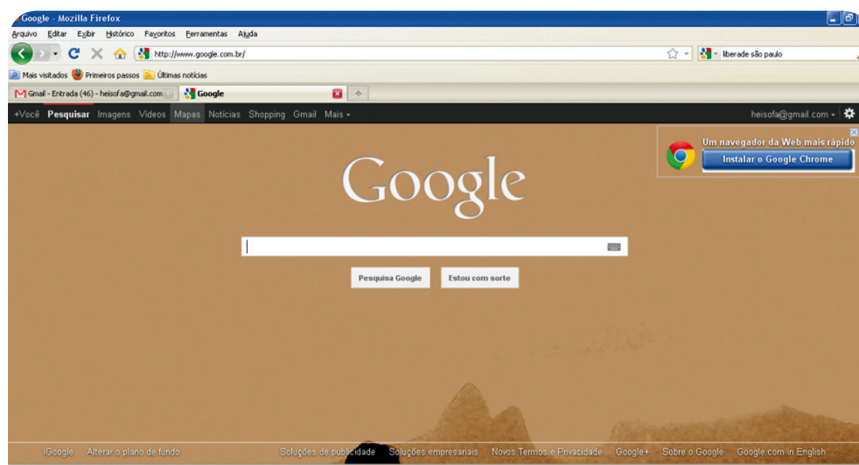 Google - Mozilla Firefox
Arquivo Editar Exibir Histórico Favoritos Ferramentas Ajuda
http://www.google.com.br/ liberade são paulo
Mais visitados Primeiros passos Últimas notícias
Gmail - Entrada (46) - heisofa@gmail.com Google
+Você Pesquisar Imagens Vídeos Mapas Notícias Shopping Gmail Mais heisofa@gmail.com
Um navegador da Web mais rápido
Instalar o Google Chrome
Google
Pesquisa Google Estou com sorte
iGoogle Alterar o plano de fundo Soluções de publicidade Soluções empresariais Novos Termos e Privacidade Google+ Sobre o Google Google.com in English